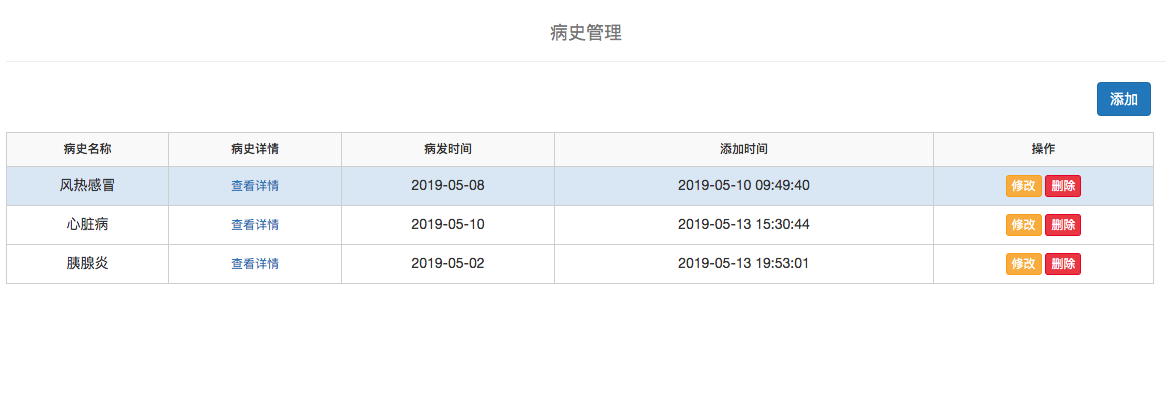 病史管理
添加
病史名称 病史详情 病发时间 添加时间 操作
风热感冒 查看详情 2019-05-08 2019-05-10 09:49:40 修改 删除
心脏病 查看详情 2019-05-10 2019-05-13 15:30:44 修改 删除
胰腺炎 查看详情 2019-05-02 2019-05-13 19:53:01 修改 删除